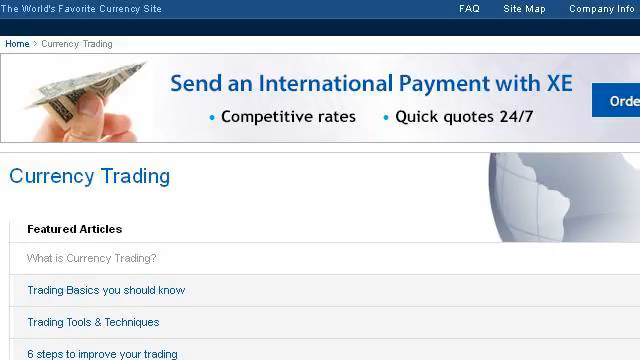 The World's Favorite Currency Site FAQ Site Map Company Info
Home > Currency Trading
Send an International Payment with XE
• Competitive rates • Quick quotes 24/7
Orde
Currency Trading
Featured Articles
What is Currency Trading?
Trading Basics you should know
Trading Tools & Techniques
6 steps to improve your trading